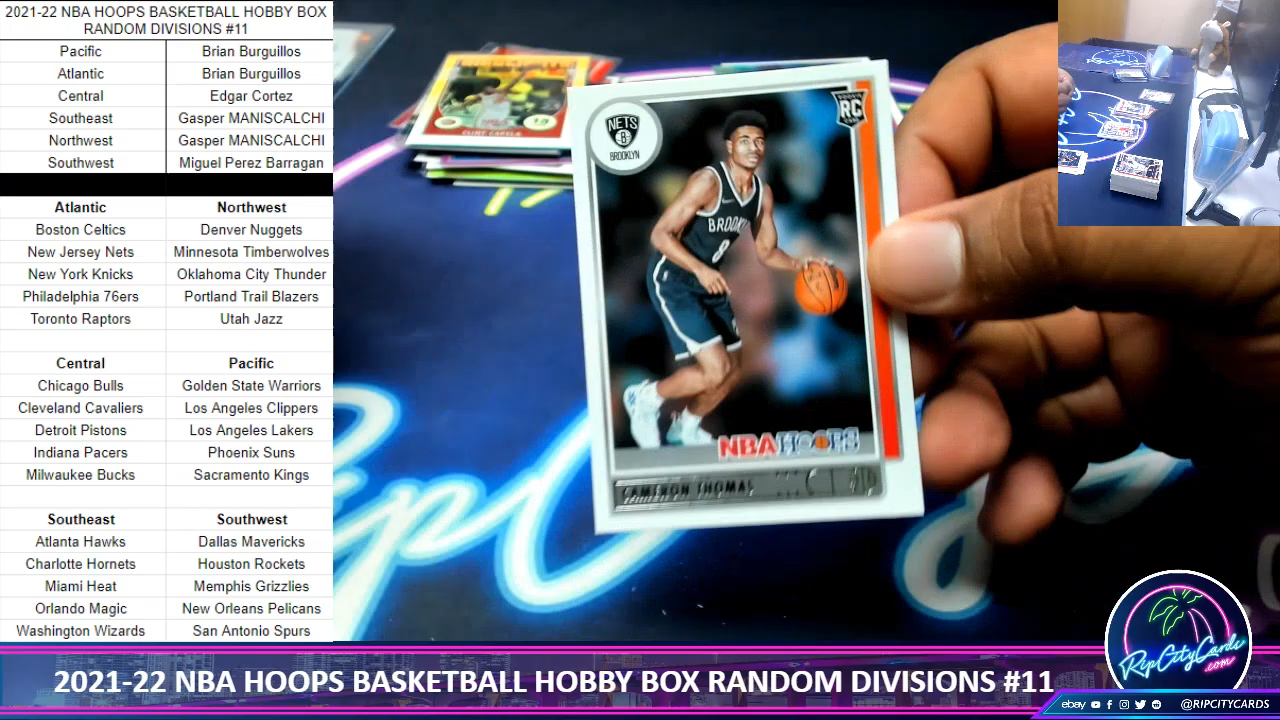 2021-22 NBA HOOPS BASKETBALL HOBBY BOX
RANDOM DIVISIONS #11
Pacific Brian Burguillos
Atlantic Brian Burguillos
Central Edgar Cortez
Southeast Gasper MANISCALCHI
Northwest Gasper MANISCALCHI
Southwest Miguel Perez Barragan
Atlantic Northwest
Boston Celtics Denver Nuggets
New Jersey Nets Minnesota Timberwolves
New York Knicks Oklahoma City Thunder
Philadelphia 76ers Portland Trail Blazers
Toronto Raptors Utah Jazz
Central Pacific
Chicago Bulls Golden State Warriors
Cleveland Cavaliers Los Angeles Clippers
Detroit Pistons Los Angeles Lakers
Indiana Pacers Phoenix Suns
Milwaukee Bucks Sacramento Kings
Southeast Southwest
Atlanta Hawks Dallas Mavericks
Charlotte Hornets Houston Rockets
Miami Heat Memphis Grizzlies
Orlando Magic New Orleans Pelicans
Washington Wizards San Antonio Spurs
CLINT CAPELA
NETS
B
BROOKLYN
RC
BROOKLYN
NBA HOOPS
CAMERON THOMAS
Rip
RipCityCards
.com
2021-22 NBA HOOPS BASKETBALL HOBBY BOX RANDOM DIVISIONS #11
ebay @RIPCITYCARDS